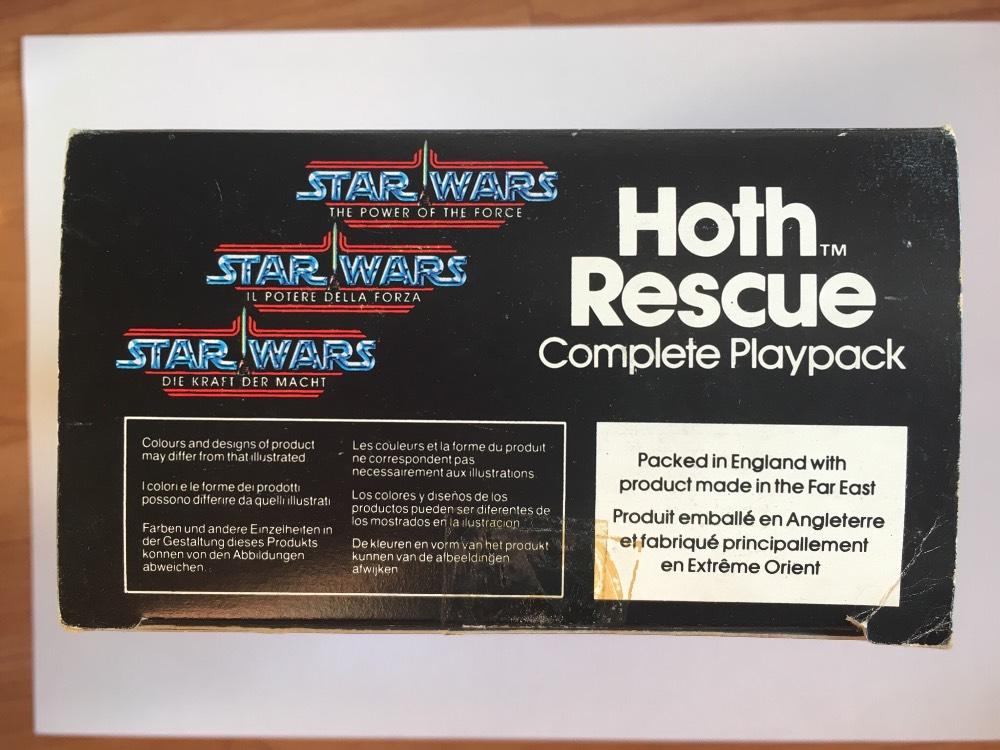 STAR WARS
THE POWER OF THE FORCE
STAR WARS
IL POTERE DELLA FORZA
STAR WARS
DIE KRAFT DER MACHT
Hoth™
Rescue
Complete Playpack
Colours and designs of product
may differ from that illustrated
I colori e le forme dei prodotti
possono differire da quelli illustrati
Farben und andere Einzelheiten in
der Gestaltung dieses Produkts
konnen von den Abbildungen
abweichen.
Les couleurs et la forme du produit
ne correspondent pas
necessairement aux illustrations
Los colores y diseños de los
productos pueden ser diferentes de
los mostrados en la ilustracion
De kleuren en vorm van het produkt
kunnen van de afbeeldingen
afwijken
Packed in England with
product made in the Far East
Produit emballé en Angleterre
et fabriqué principallement
en Extrême Orient